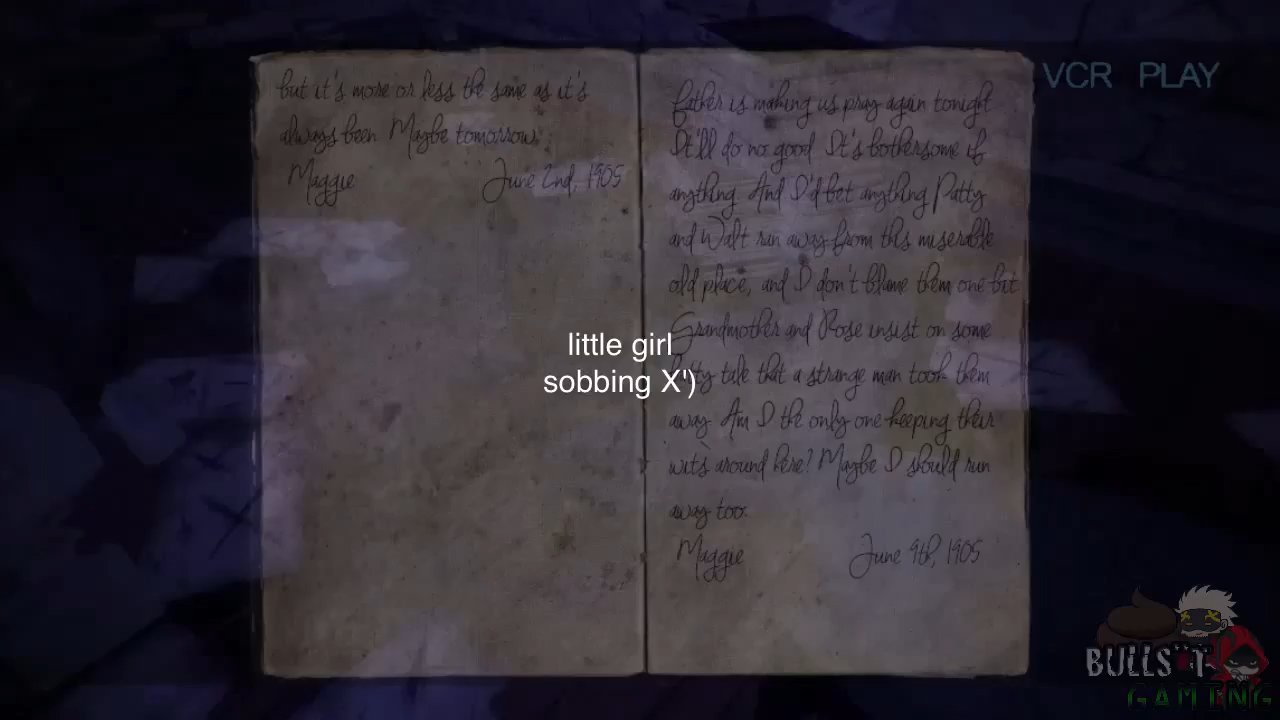 VCR PLAY
but it's more or less the same as it's
always been. Maybe tomorrow.
Maggie June 2nd, 1905
Father is making us pray again tonight.
It'll do no good. It's bothersome if
anything. And I'd bet anything Patty
and Walt run away from this miserable
old place, and I don't blame them one bit.
Grandmother and Rose insist on some
tale that a strange man took them
away. Am I the only one keeping their
wits around here? Maybe I should run
away too.
Maggie June 9th, 1905
little girl
sobbing X')
BULLS T
GAMING